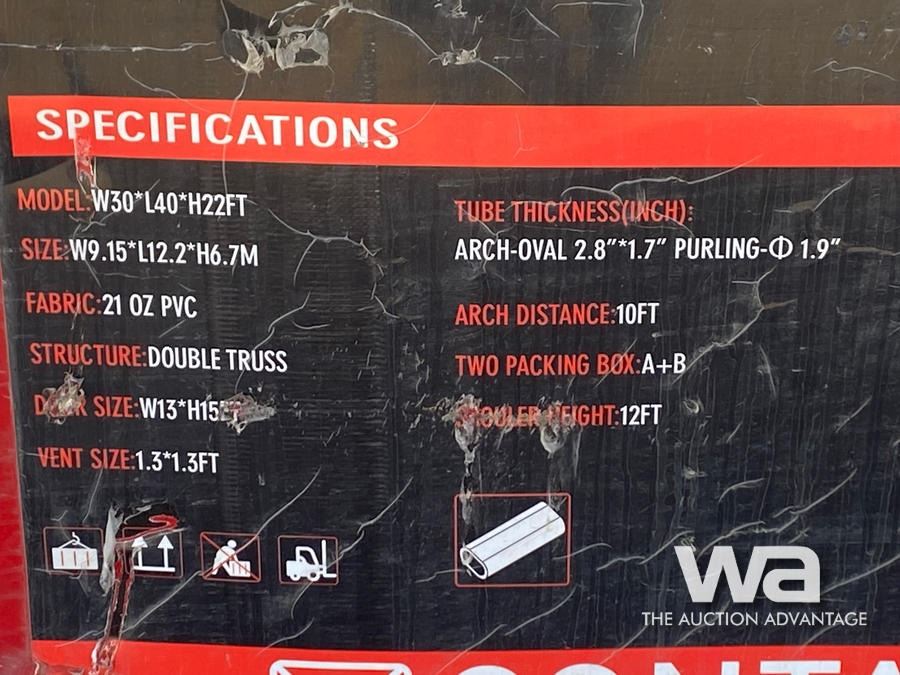 SPECIFICATIONS
MODEL:W30*L40*H22FT
SIZE:W9.15*L12.2*H6.7M
FABRIC:21 OZ PVC
STRUCTURE:DOUBLE TRUSS
SIZE:W13*H15
VENT SIZE:1.3*1.3FT
TUBE THICKNESS(INCH):
ARCH-OVAL 2.8”*1.7” PURLING-Φ 1.9”
ARCH DISTANCE:10FT
TWO PACKING BOX:A+B
HEIGHT:12FT
wa
THE AUCTION ADVANTAGE